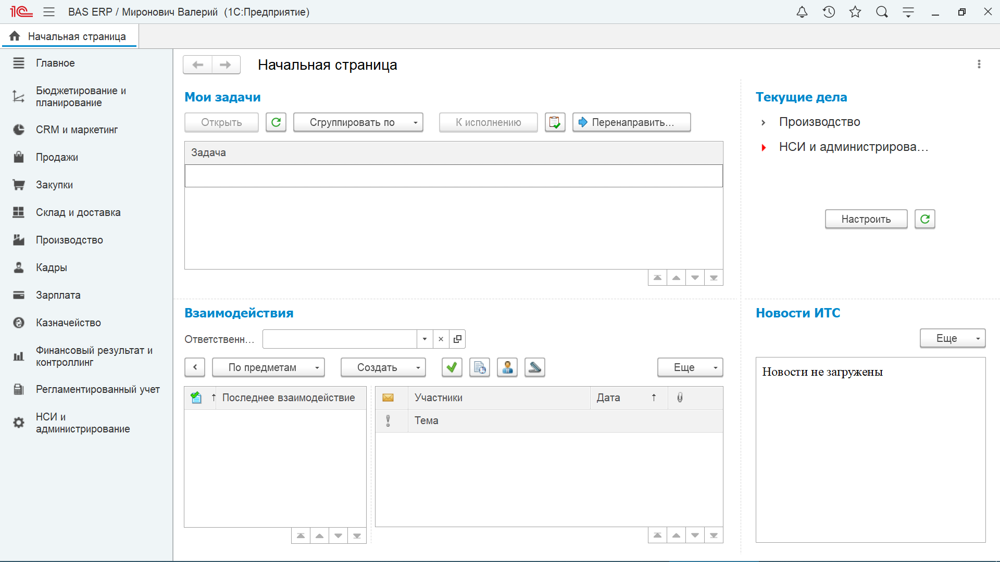 1С BAS ERP / Миронович Валерий (1С:Предприятие)
Начальная страница
Главное
Бюджетирование и
планирование
CRM и маркетинг
Продажи
Закупки
Склад и доставка
Производство
Кадры
Зарплата
Казначейство
Финансовый результат и
контроллинг
Регламентированный учет
НСИ и
администрирование
Начальная страница
Мои задачи
Открыть Сгруппировать по К исполнению Перенаправить...
Задача
Текущие дела
Производство
НСИ и администрирова...
Настроить
Взаимодействия
Ответственн...
По предметам Создать Еще
Последнее взаимодействие
Участники Дата
Тема
Новости ИТС
Еще
Новости не загружены